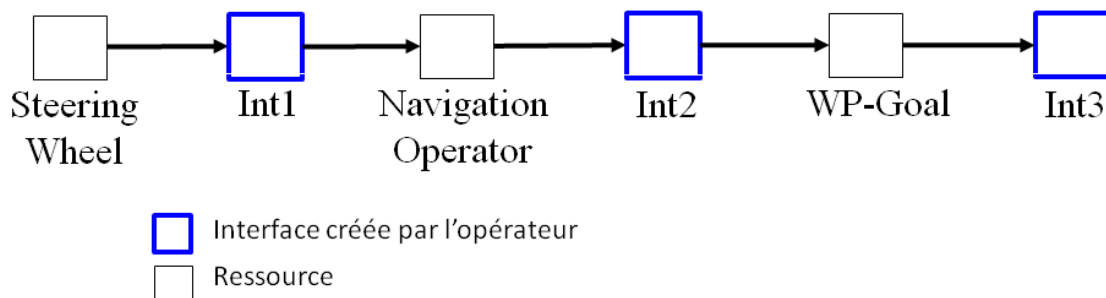 Steering
Wheel
Int1
Navigation
Operator
Int2
WP-Goal
Int3
Interface créée par l'opérateur
Ressource